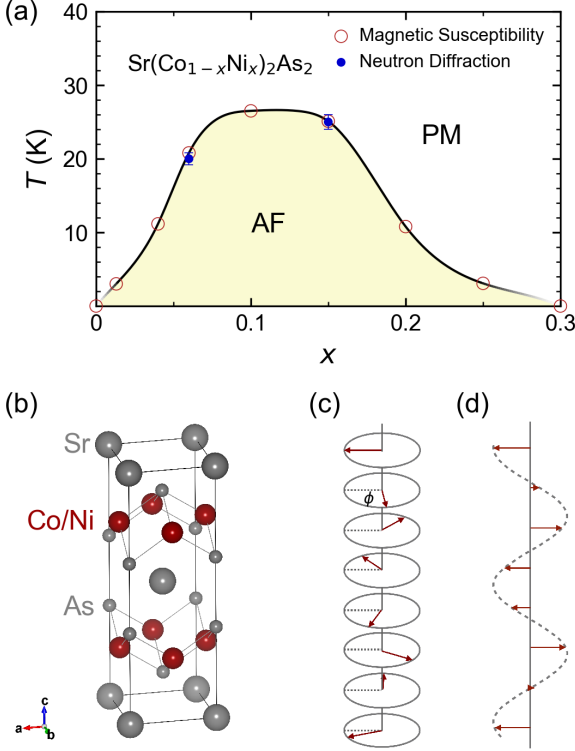 (a)
Sr(Co₁₋ₓNiₓ)₂As₂
Magnetic Susceptibility
Neutron Diffraction
PM
AF
T (K)
40
30
20
10
0
0.1
0.2
0.3
x
(b)
Sr
Co/Ni
As
c
a
b
(c)
ϕ
(d)